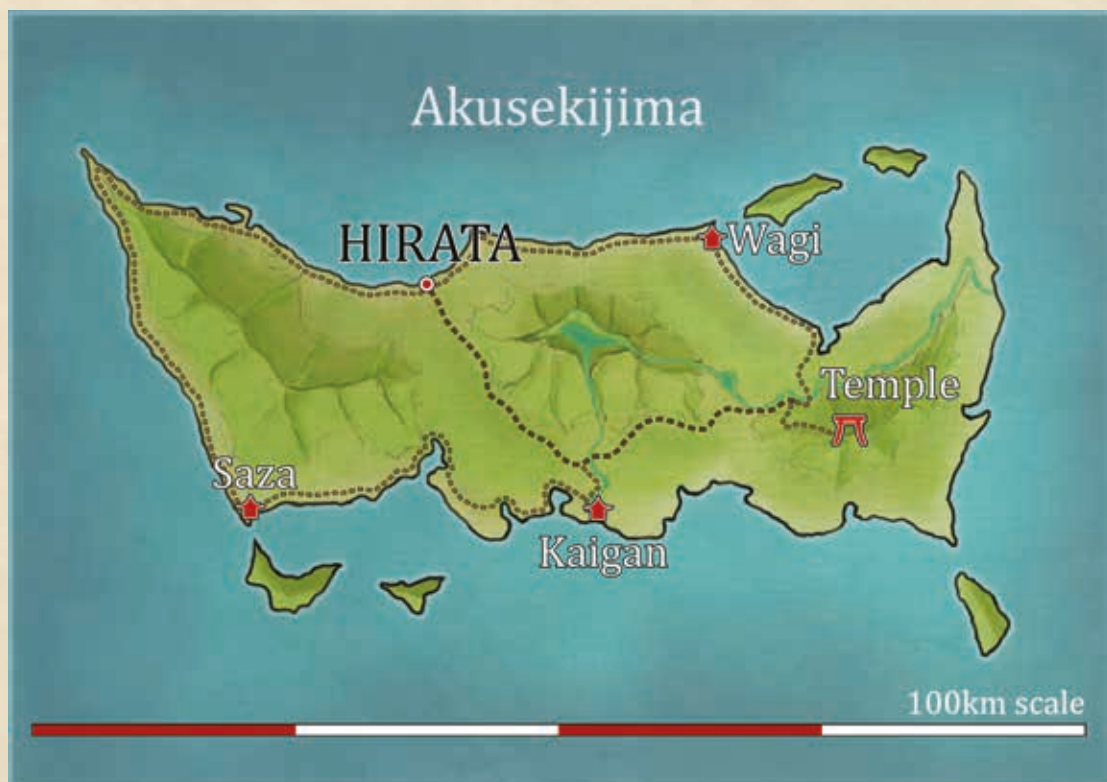 Akusekijima
HIRATA
Wagi
Temple
Saza
Kaigan
100km scale